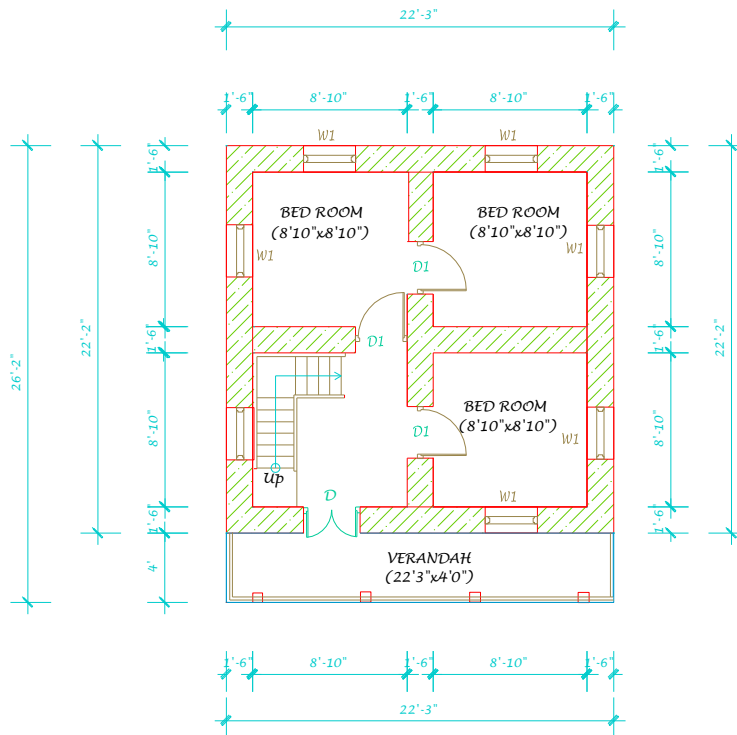 22'-3"
1'-6" 8'-10" 1'-6" 8'-10" 1'-6"
W1 W1
1'-6" 1'-6"
BED ROOM BED ROOM
(8'10"x8'10") (8'10"x8'10")
8'-10" W1 W1 8'-10"
D1
1'-6" D1 1'-6"
22'-2" 22'-2"
26'-2"
BED ROOM
(8'10"x8'10")
8'-10" D1 W1 8'-10"
Up
D W1
1'-6" 1'-6"
VERANDAH
4' (22'3"x4'0")
1'-6" 8'-10" 1'-6" 8'-10" 1'-6"
22'-3"